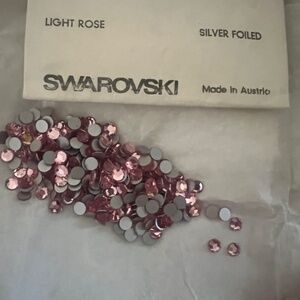 LIGHT ROSE
SILVER FOILED
SWAROVSKI
Made in Austria